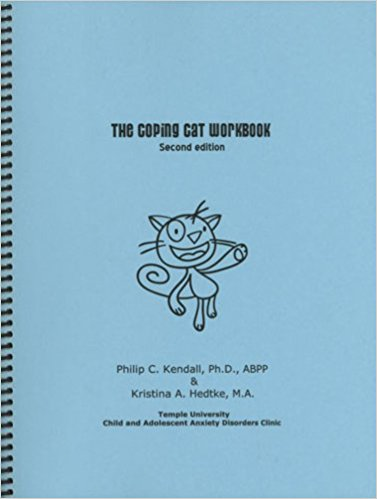 The Coping Cat Workbook
Second edition
Philip C. Kendall, Ph.D., ABPP
&
Kristina A. Hedtke, M.A.
Temple University
Child and Adolescent Anxiety Disorders Clinic